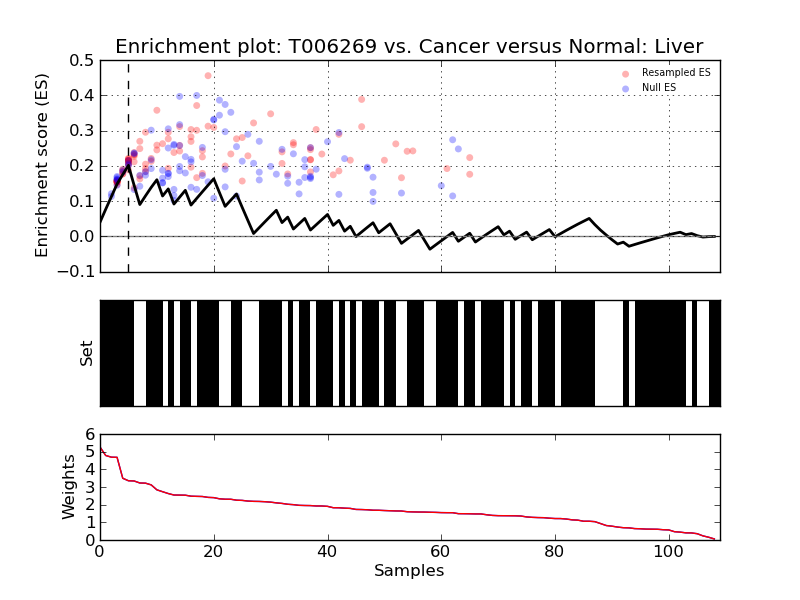 Enrichment plot: T006269 vs. Cancer versus Normal: Liver
Enrichment score (ES)
0.5
0.4
0.3
0.2
0.1
0.0
−0.1
Resampled ES
Null ES
Set
Weights
6
5
4
3
2
1
0
0 20 40 60 80 100
Samples